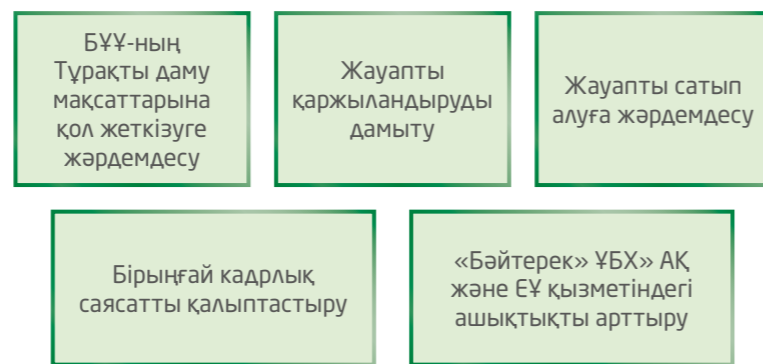 БҰҰ-ның
Тұрақты даму
мақсаттарына
қол жеткізуге
жәрдемдесу
Жауапты
қаржыландыруды
дамыту
Жауапты сатып
алуға жәрдемдесу
Бірыңғай кадрлық
саясатты қалыптастыру
«Бәйтерек» ҰБХ» АҚ
және ЕҰ қызметіндегі
ашықтықты арттыру